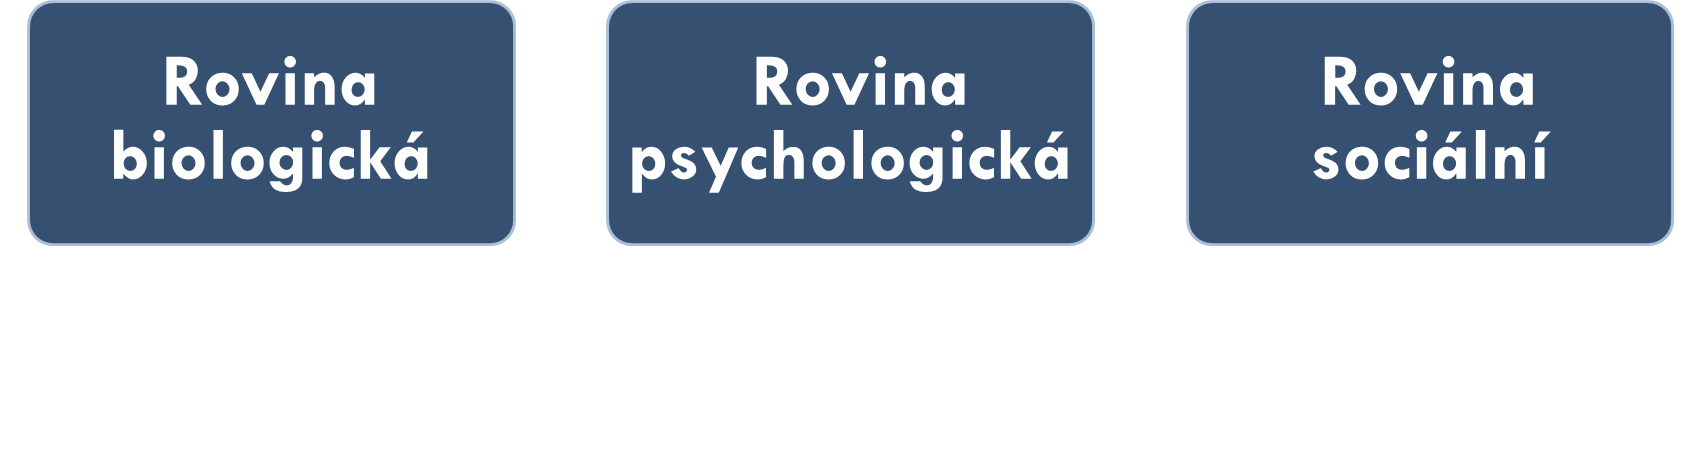 Rovina
biologická
Rovina
psychologická
Rovina
sociální